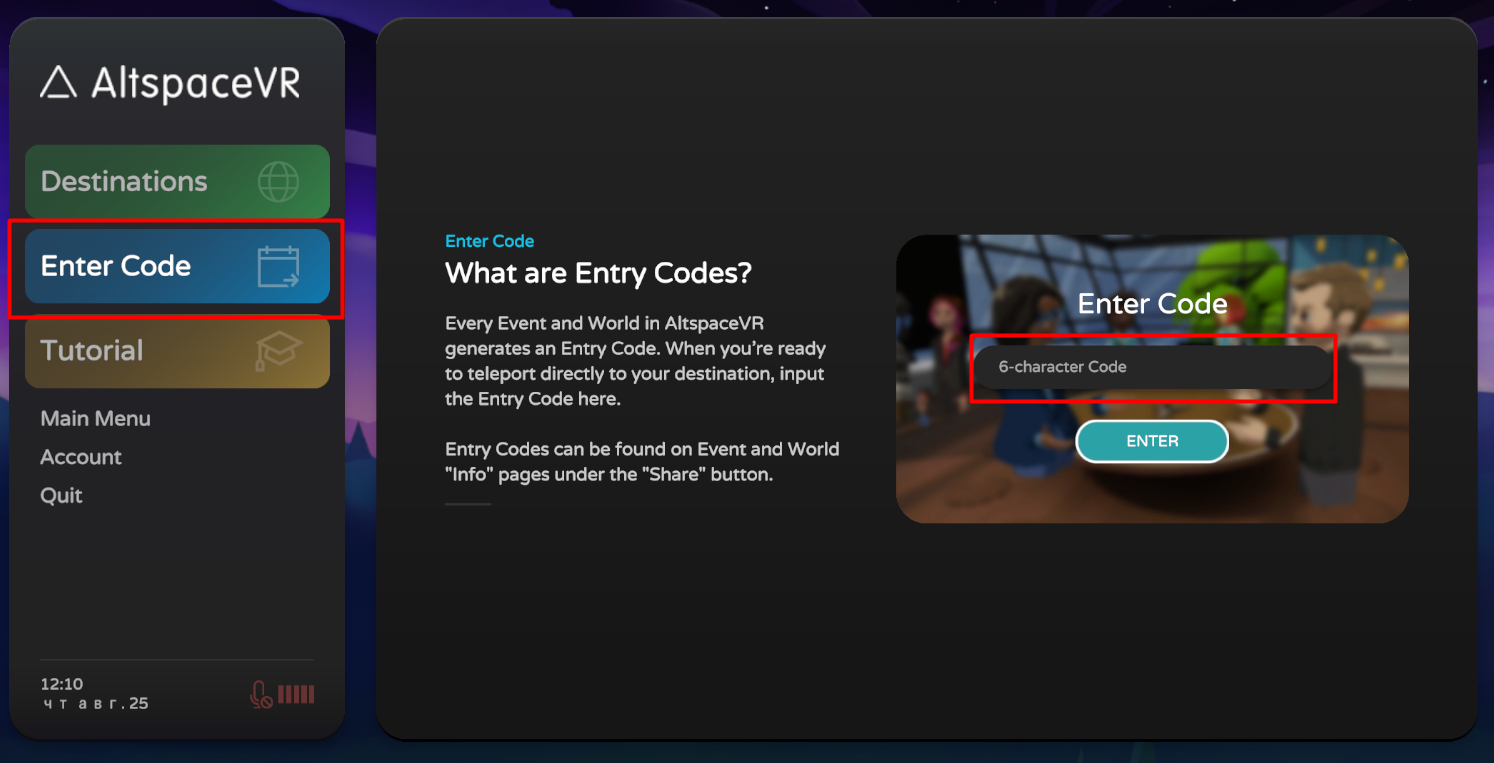 AltspaceVR
Destinations
Enter Code
Tutorial
Main Menu
Account
Quit
12:10
чт авг.25
Enter Code
What are Entry Codes?
Every Event and World in AltspaceVR
generates an Entry Code. When you're ready
to teleport directly to your destination, input
the Entry Code here.
Entry Codes can be found on Event and World
"Info" pages under the "Share" button.
Enter Code
6-character Code
ENTER